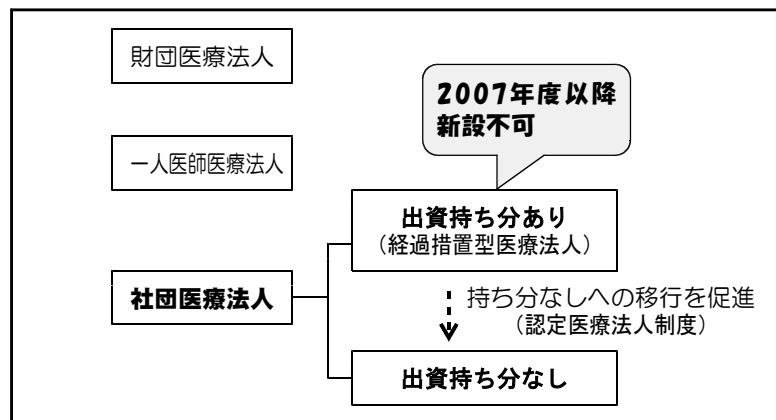 財団医療法人
2007年度以降
新設不可
一人医師医療法人
出資持ち分あり
（経過措置型医療法人）
社団医療法人
持ち分なしへの移行を促進
（認定医療法人制度）
出資持ち分なし